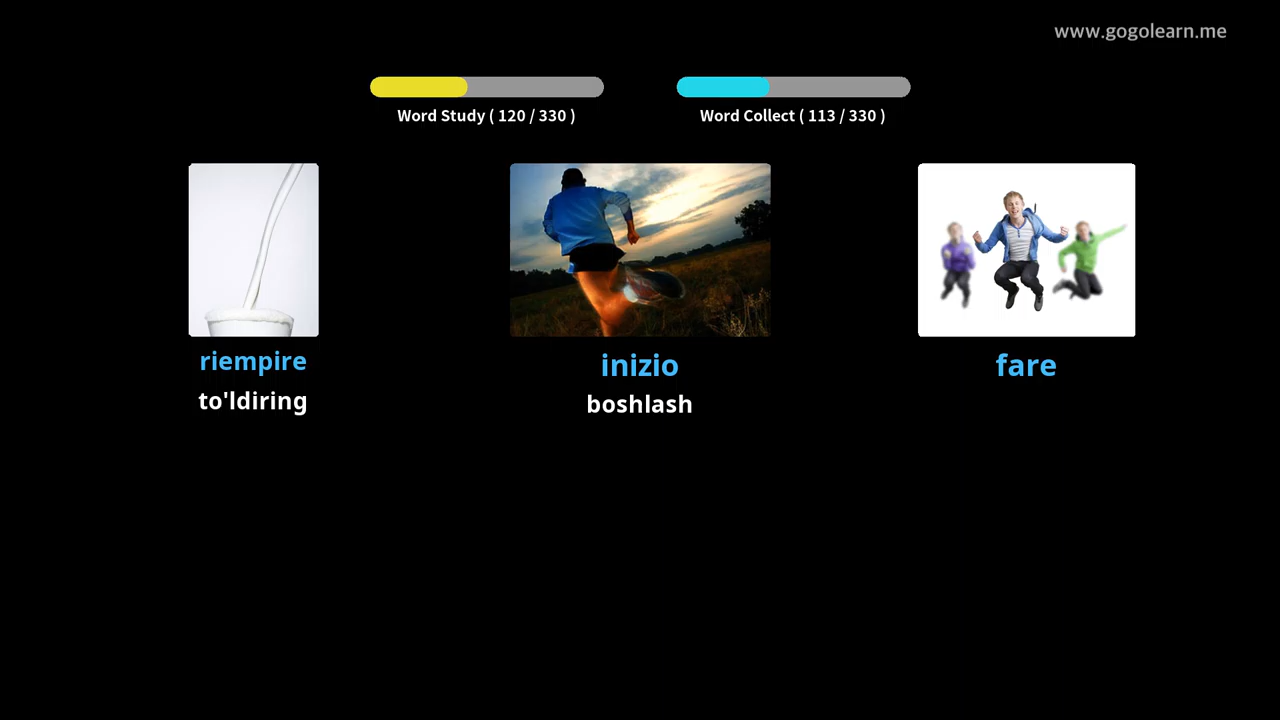 www.gogolearn.me
Word Study ( 120 / 330 )
Word Collect ( 113 / 330 )
riempire
to'ldiring
inizio
boshlash
fare